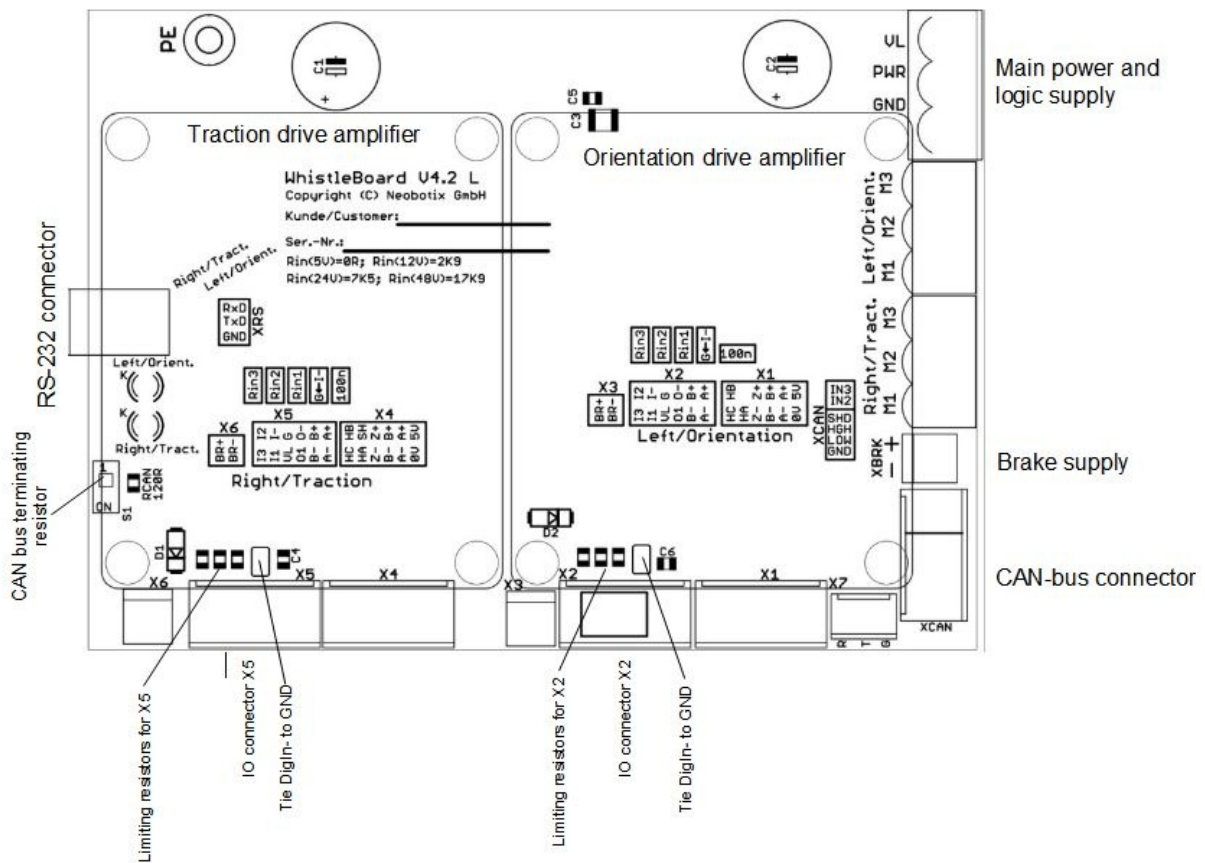 PE
C1
+
C2
+
VL
PWR
GND
Main power and
logic supply
C5
C3
Traction drive amplifier
Orientation drive amplifier
WhistleBoard V4.2 L
Copyright (C) Neobotix GmbH
Kunde/Customer:
Ser.-Nr.:
Rin(5V)=0R; Rin(12V)=2K9
Rin(24V)=7K5; Rin(48V)=17K9
Right/Tract.
Left/Orient.
RS-232 connector
RxD
TxD
GND
XRS
Left/Orient.
K
K
Right/Tract.
Rin3
Rin2
Rin1
G←I-
100n
X6
BR+
BR-
X5
I3 I2
I1 I-
VL G
O1 O-
B- B+
A- A+
X4
HC HB
HA SH
Z- Z+
B- B+
A- A+
0V 5V
Right/Traction
CAN bus terminating
resistor
1
ON
S1
RCAN
120R
Rin3
Rin2
Rin1
G←I-
100n
X3
BR+
BR-
X2
I3 I2
I1 I-
VL G
O1 O-
B- B+
A- A+
X1
HC HB
HA
Z- Z+
B- B+
A- A+
0V 5V
Left/Orientation
XCAN
IN3
IN2
SHD
HGH
LOW
GND
Left/Orient.
M3
M2
M1
Right/Tract.
M3
M2
M1
XBRK
+
-
Brake supply
CAN-bus connector
XCAN
D1
C4
D2
C6
X6
X5
X4
X3
X2
X1
X7
R
T
G
Limiting resistors for X5
IO connector X5
Tie DigIn- to GND
Limiting resistors for X2
IO connector X2
Tie DigIn- to GND